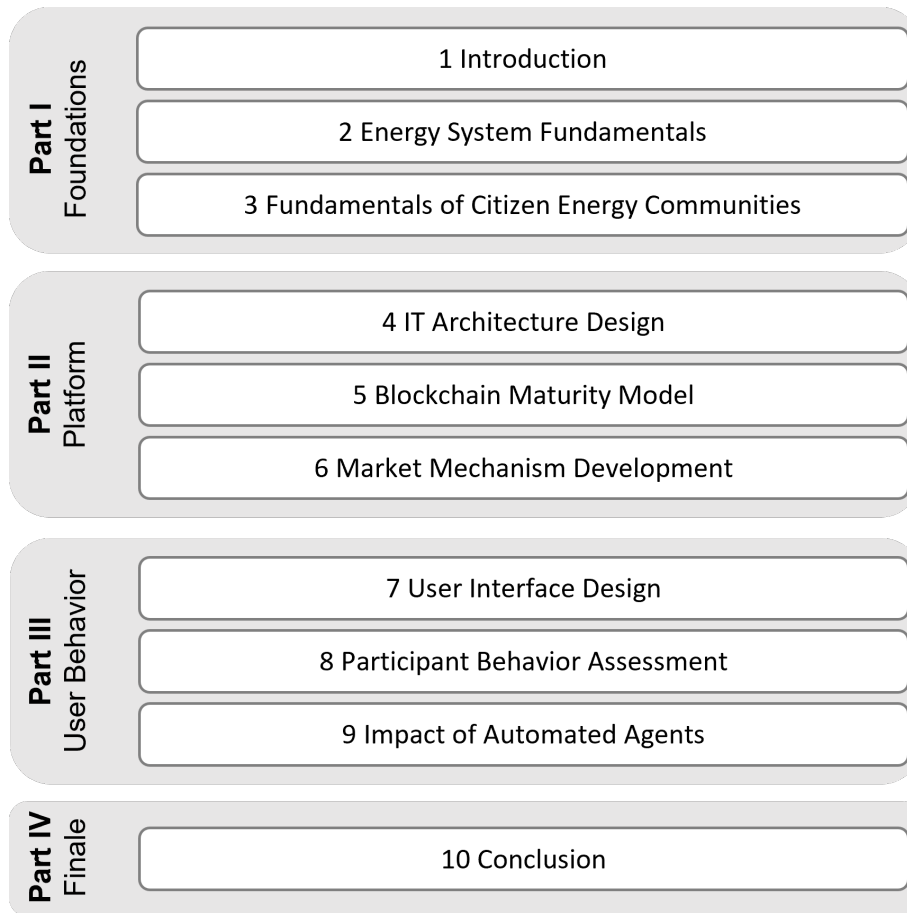 Part I
Foundations
1 Introduction
2 Energy System Fundamentals
3 Fundamentals of Citizen Energy Communities
Part II
Platform
4 IT Architecture Design
5 Blockchain Maturity Model
6 Market Mechanism Development
Part III
User Behavior
7 User Interface Design
8 Participant Behavior Assessment
9 Impact of Automated Agents
Part IV
Finale
10 Conclusion